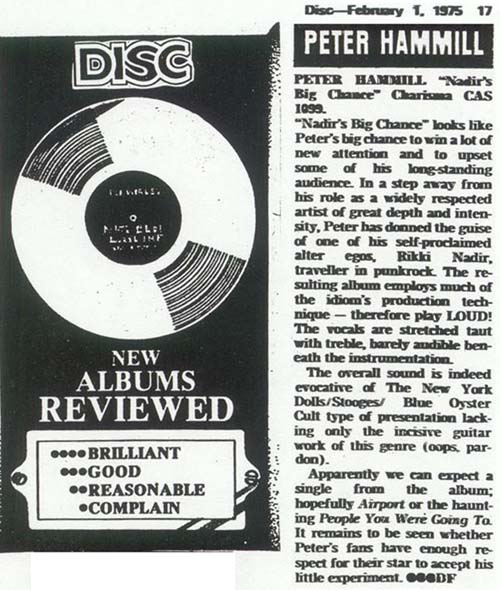 Disc—February 1, 1975 17
DISC
NEW
ALBUMS
REVIEWED
●●●●BRILLIANT
●●●GOOD
●●REASONABLE
●COMPLAIN
PETER HAMMILL
PETER HAMMILL "Nadir's
Big Chance" Charisma CAS
1099.
"Nadir's Big Chance" looks like
Peter's big chance to win a lot of
new attention and to upset
some of his long-standing
audience. In a step away from
his role as a widely respected
artist of great depth and inten-
sity, Peter has donned the guise
of one of his self-proclaimed
alter egos, Rikki Nadir,
traveller in punkrock. The re-
sulting album employs much of
the idiom's production tech-
nique — therefore play LOUD!
The vocals are stretched taut
with treble, barely audible ben-
eath the instrumentation.
The overall sound is indeed
evocative of The New York
Dolls/Stooges/ Blue Oyster
Cult type of presentation lack-
ing only the incisive guitar
work of this genre (oops, par-
don).
Apparently we can expect a
single from the album;
hopefully Airport or the haunt-
ing People You Were Going To.
It remains to be seen whether
Peter's fans have enough re-
spect for their star to accept his
little experiment. ●●●DF